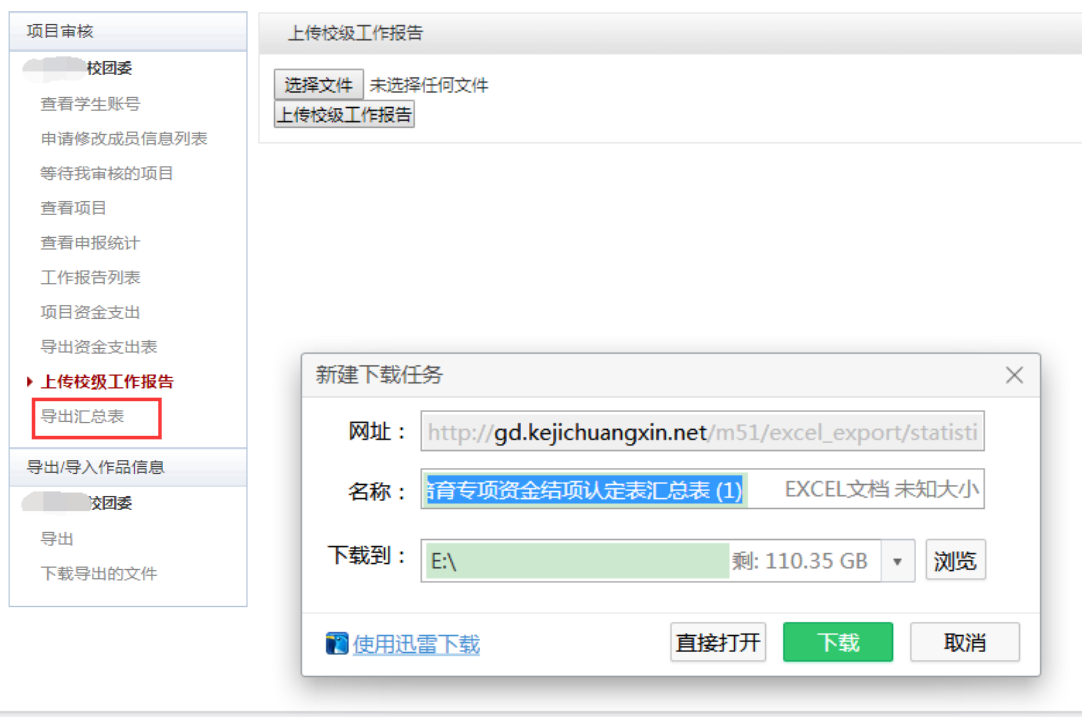 项目审核
校团委
查看学生账号
申请修改成员信息列表
等待我审核的项目
查看项目
查看申报统计
工作报告列表
项目资金支出
导出资金支出表
上传校级工作报告
导出汇总表
导出/导入作品信息
校团委
导出
下载导出的文件
上传校级工作报告
选择文件 未选择任何文件
上传校级工作报告
新建下载任务
网址： http://gd.kejichuangxin.net/m51/excel_export/statisti
名称： 育专项资金结项认定表汇总表 (1) EXCEL文档 未知大小
下载到： E:\ 剩: 110.35 GB 浏览
使用迅雷下载 直接打开 下载 取消